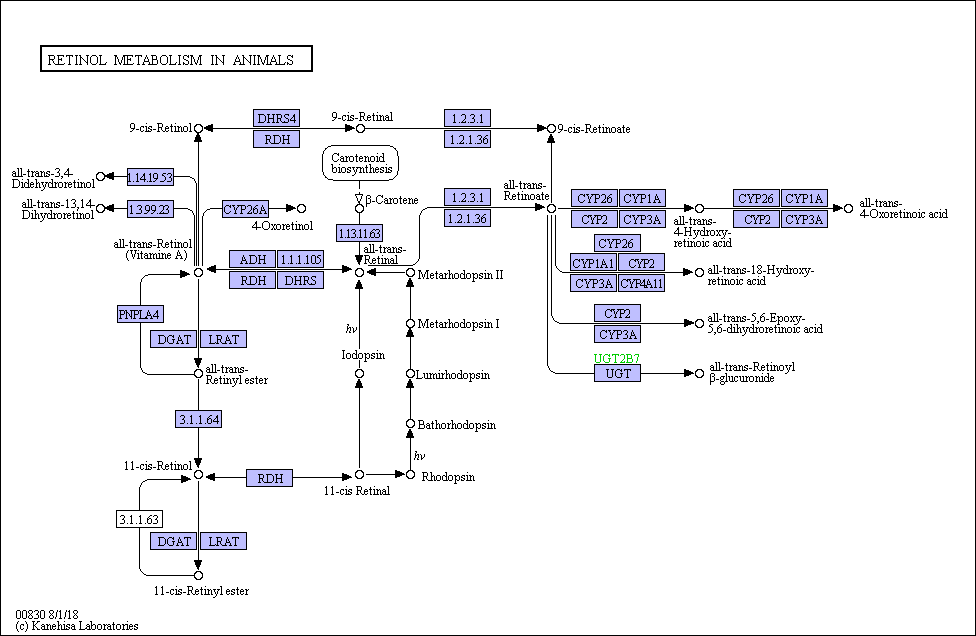 RETINOL METABOLISM IN ANIMALS
9-cis-Retinol
DHRS4
RDH
9-cis-Retinal
1.2.3.1
1.2.1.36
9-cis-Retinoate
Carotenoid
biosynthesis
all-trans-3,4-
Didehydroretinol
1.14.19.53
all-trans-13,14-
Dihydroretinol
1.3.99.23
CYP26A
4-Oxoretinol
β-Carotene
1.13.11.63
all-trans-
Retinal
1.2.3.1
1.2.1.36
all-trans-
Retinoate
CYP26
CYP1A
CYP2
CYP3A
all-trans-
4-Hydroxy-
retinoic acid
CYP26
CYP1A
CYP2
CYP3A
all-trans-
4-Oxoretinoic acid
all-trans-Retinol
(Vitamine A)
ADH
1.1.1.105
RDH
DHRS
Metarhodopsin II
CYP26
CYP1A1
CYP2
CYP3A
CYP4A11
all-trans-18-Hydroxy-
retinoic acid
PNPLA4
DGAT
LRAT
hν
Metarhodopsin I
CYP2
CYP3A
all-trans-5,6-Epoxy-
5,6-dihydroretinoic acid
Iodopsin
all-trans-
Retinyl ester
Lumirhodopsin
UGT2B7
UGT
all-trans-Retinoyl
β-glucuronide
3.1.1.64
Bathorhodopsin
hν
11-cis-Retinol
RDH
11-cis Retinal
Rhodopsin
3.1.1.63
DGAT
LRAT
11-cis-Retinyl ester
00830 8/1/18
(c) Kanehisa Laboratories